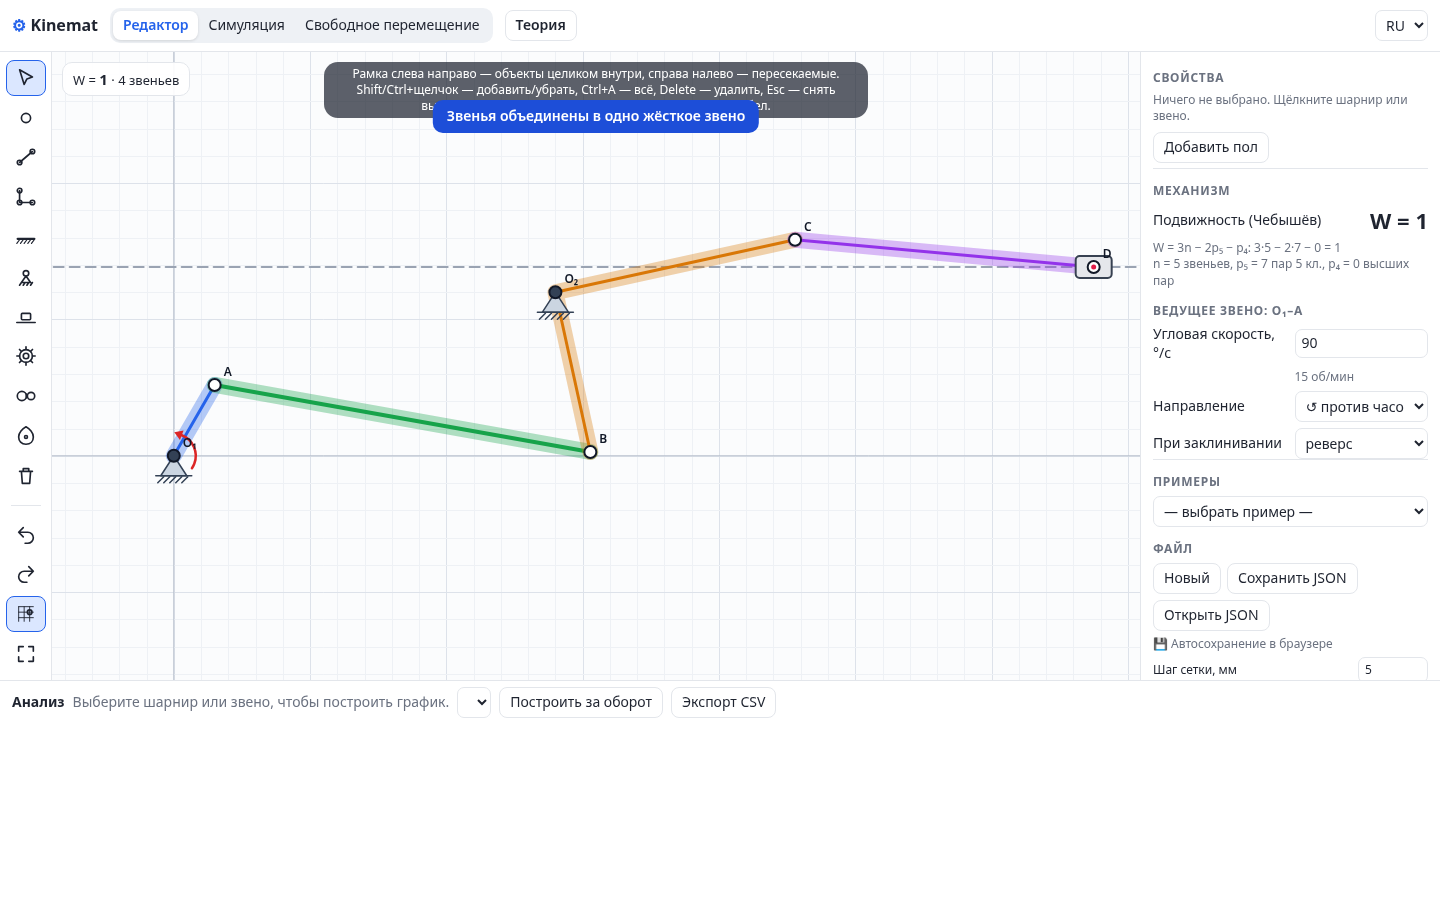 Kinemat
Редактор
Симуляция
Свободное перемещение
Теория
RU
W = 1 · 4 звеньев
Рамка слева направо — объекты целиком внутри, справа налево — пересекаемые.
Shift/Ctrl+щелчок — добавить/убрать, Ctrl+A — всё, Delete — удалить, Esc — снять
Звенья объединены в одно жёсткое звено
C
D
O₂
A
B
O₁
СВОЙСТВА
Ничего не выбрано. Щёлкните шарнир или
звено.
Добавить пол
МЕХАНИЗМ
Подвижность (Чебышёв)
W = 1
W = 3n − 2p₅ − p₄: 3·5 − 2·7 − 0 = 1
n = 5 звеньев, p₅ = 7 пар 5 кл., p₄ = 0 высших
пар
ВЕДУЩЕЕ ЗВЕНО: O₁–A
Угловая скорость,
°/с
90
15 об/мин
Направление
↺ против часо
При заклинивании
реверс
ПРИМЕРЫ
— выбрать пример —
ФАЙЛ
Новый
Сохранить JSON
Открыть JSON
💾 Автосохранение в браузере
Шаг сетки, мм
5
Анализ
Выберите шарнир или звено, чтобы построить график.
Построить за оборот
Экспорт CSV